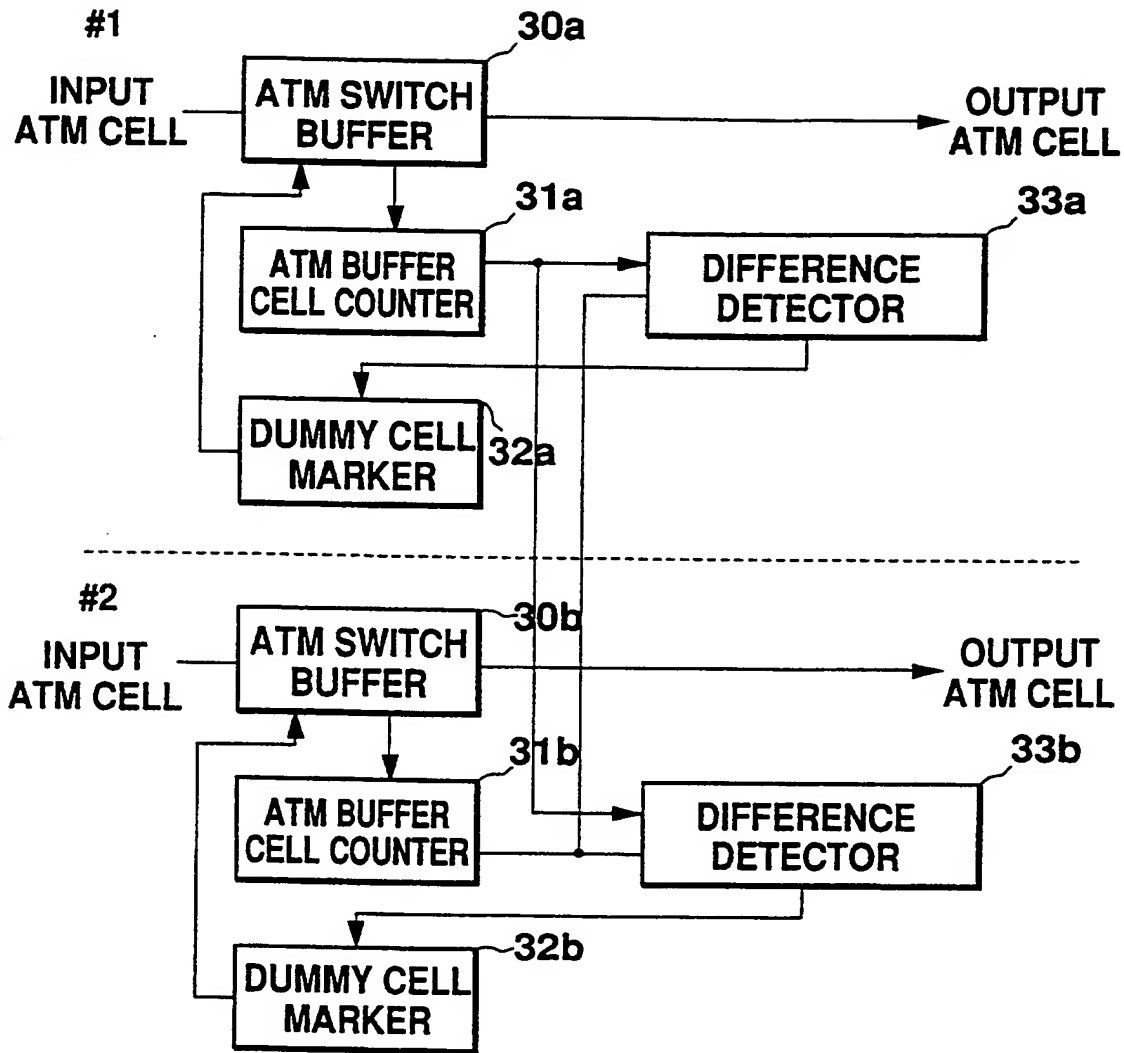 #1
30a
INPUT
ATM CELL
ATM SWITCH
BUFFER
OUTPUT
ATM CELL
31a
33a
ATM BUFFER
CELL COUNTER
DIFFERENCE
DETECTOR
DUMMY CELL
MARKER
32a
#2
30b
INPUT
ATM CELL
ATM SWITCH
BUFFER
OUTPUT
ATM CELL
31b
33b
ATM BUFFER
CELL COUNTER
DIFFERENCE
DETECTOR
32b
DUMMY CELL
MARKER